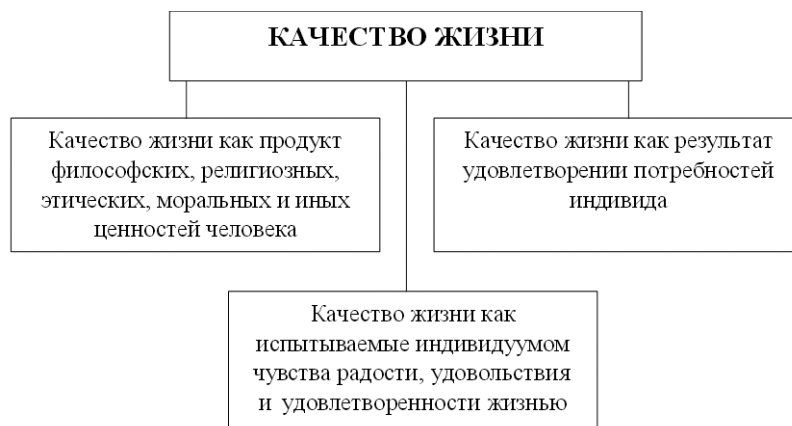 КАЧЕСТВО ЖИЗНИ
Качество жизни как продукт
философских, религиозных,
этических, моральных и иных
ценностей человека
Качество жизни как результат
удовлетворении потребностей
индивида
Качество жизни как
испытываемые индивидуумом
чувства радости, удовольствия
и удовлетворенности жизнью